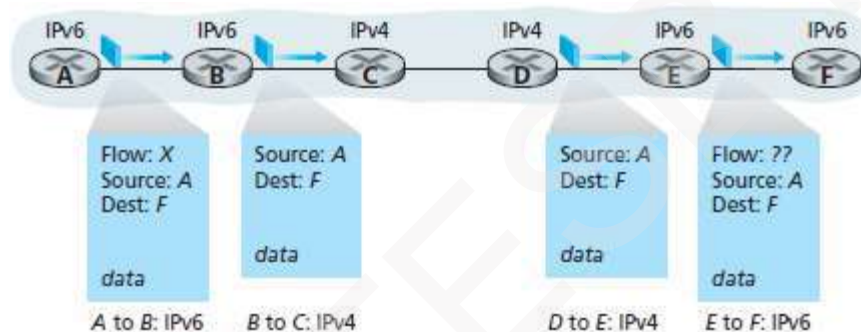 IPv6 IPv6 IPv4 IPv4 IPv6 IPv6
A B C D E F
Flow: X
Source: A
Dest: F
data
Source: A
Dest: F
data
Source: A
Dest: F
data
Flow: ??
Source: A
Dest: F
data
A to B: IPv6 B to C: IPv4 D to E: IPv4 E to F: IPv6